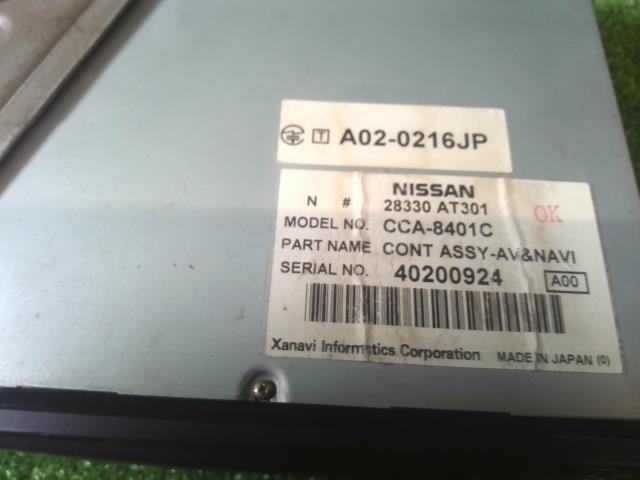 T A02-0216JP
NISSAN
N # 28330 AT301 OK
MODEL NO. CCA-8401C
PART NAME CONT ASSY-AV&NAVI
SERIAL NO. 40200924 A00
Xanavi Informatics Corporation MADE IN JAPAN (0)